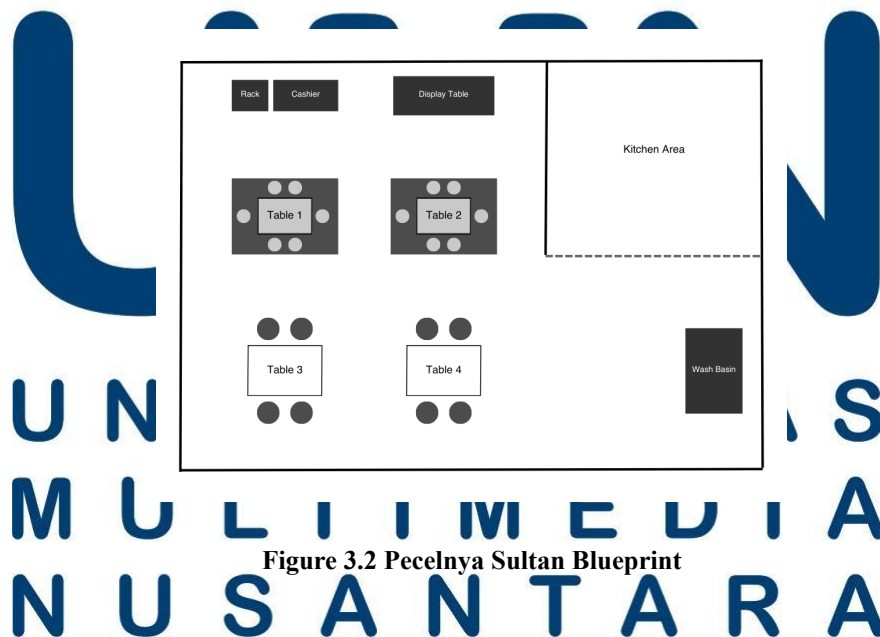 Rack Cashier Display Table
Kitchen Area
Table 1 Table 2
Table 3 Table 4 Wash Basin
Figure 3.2 Pecelnya Sultan Blueprint
MULTIMEDIA
NUSANTARA